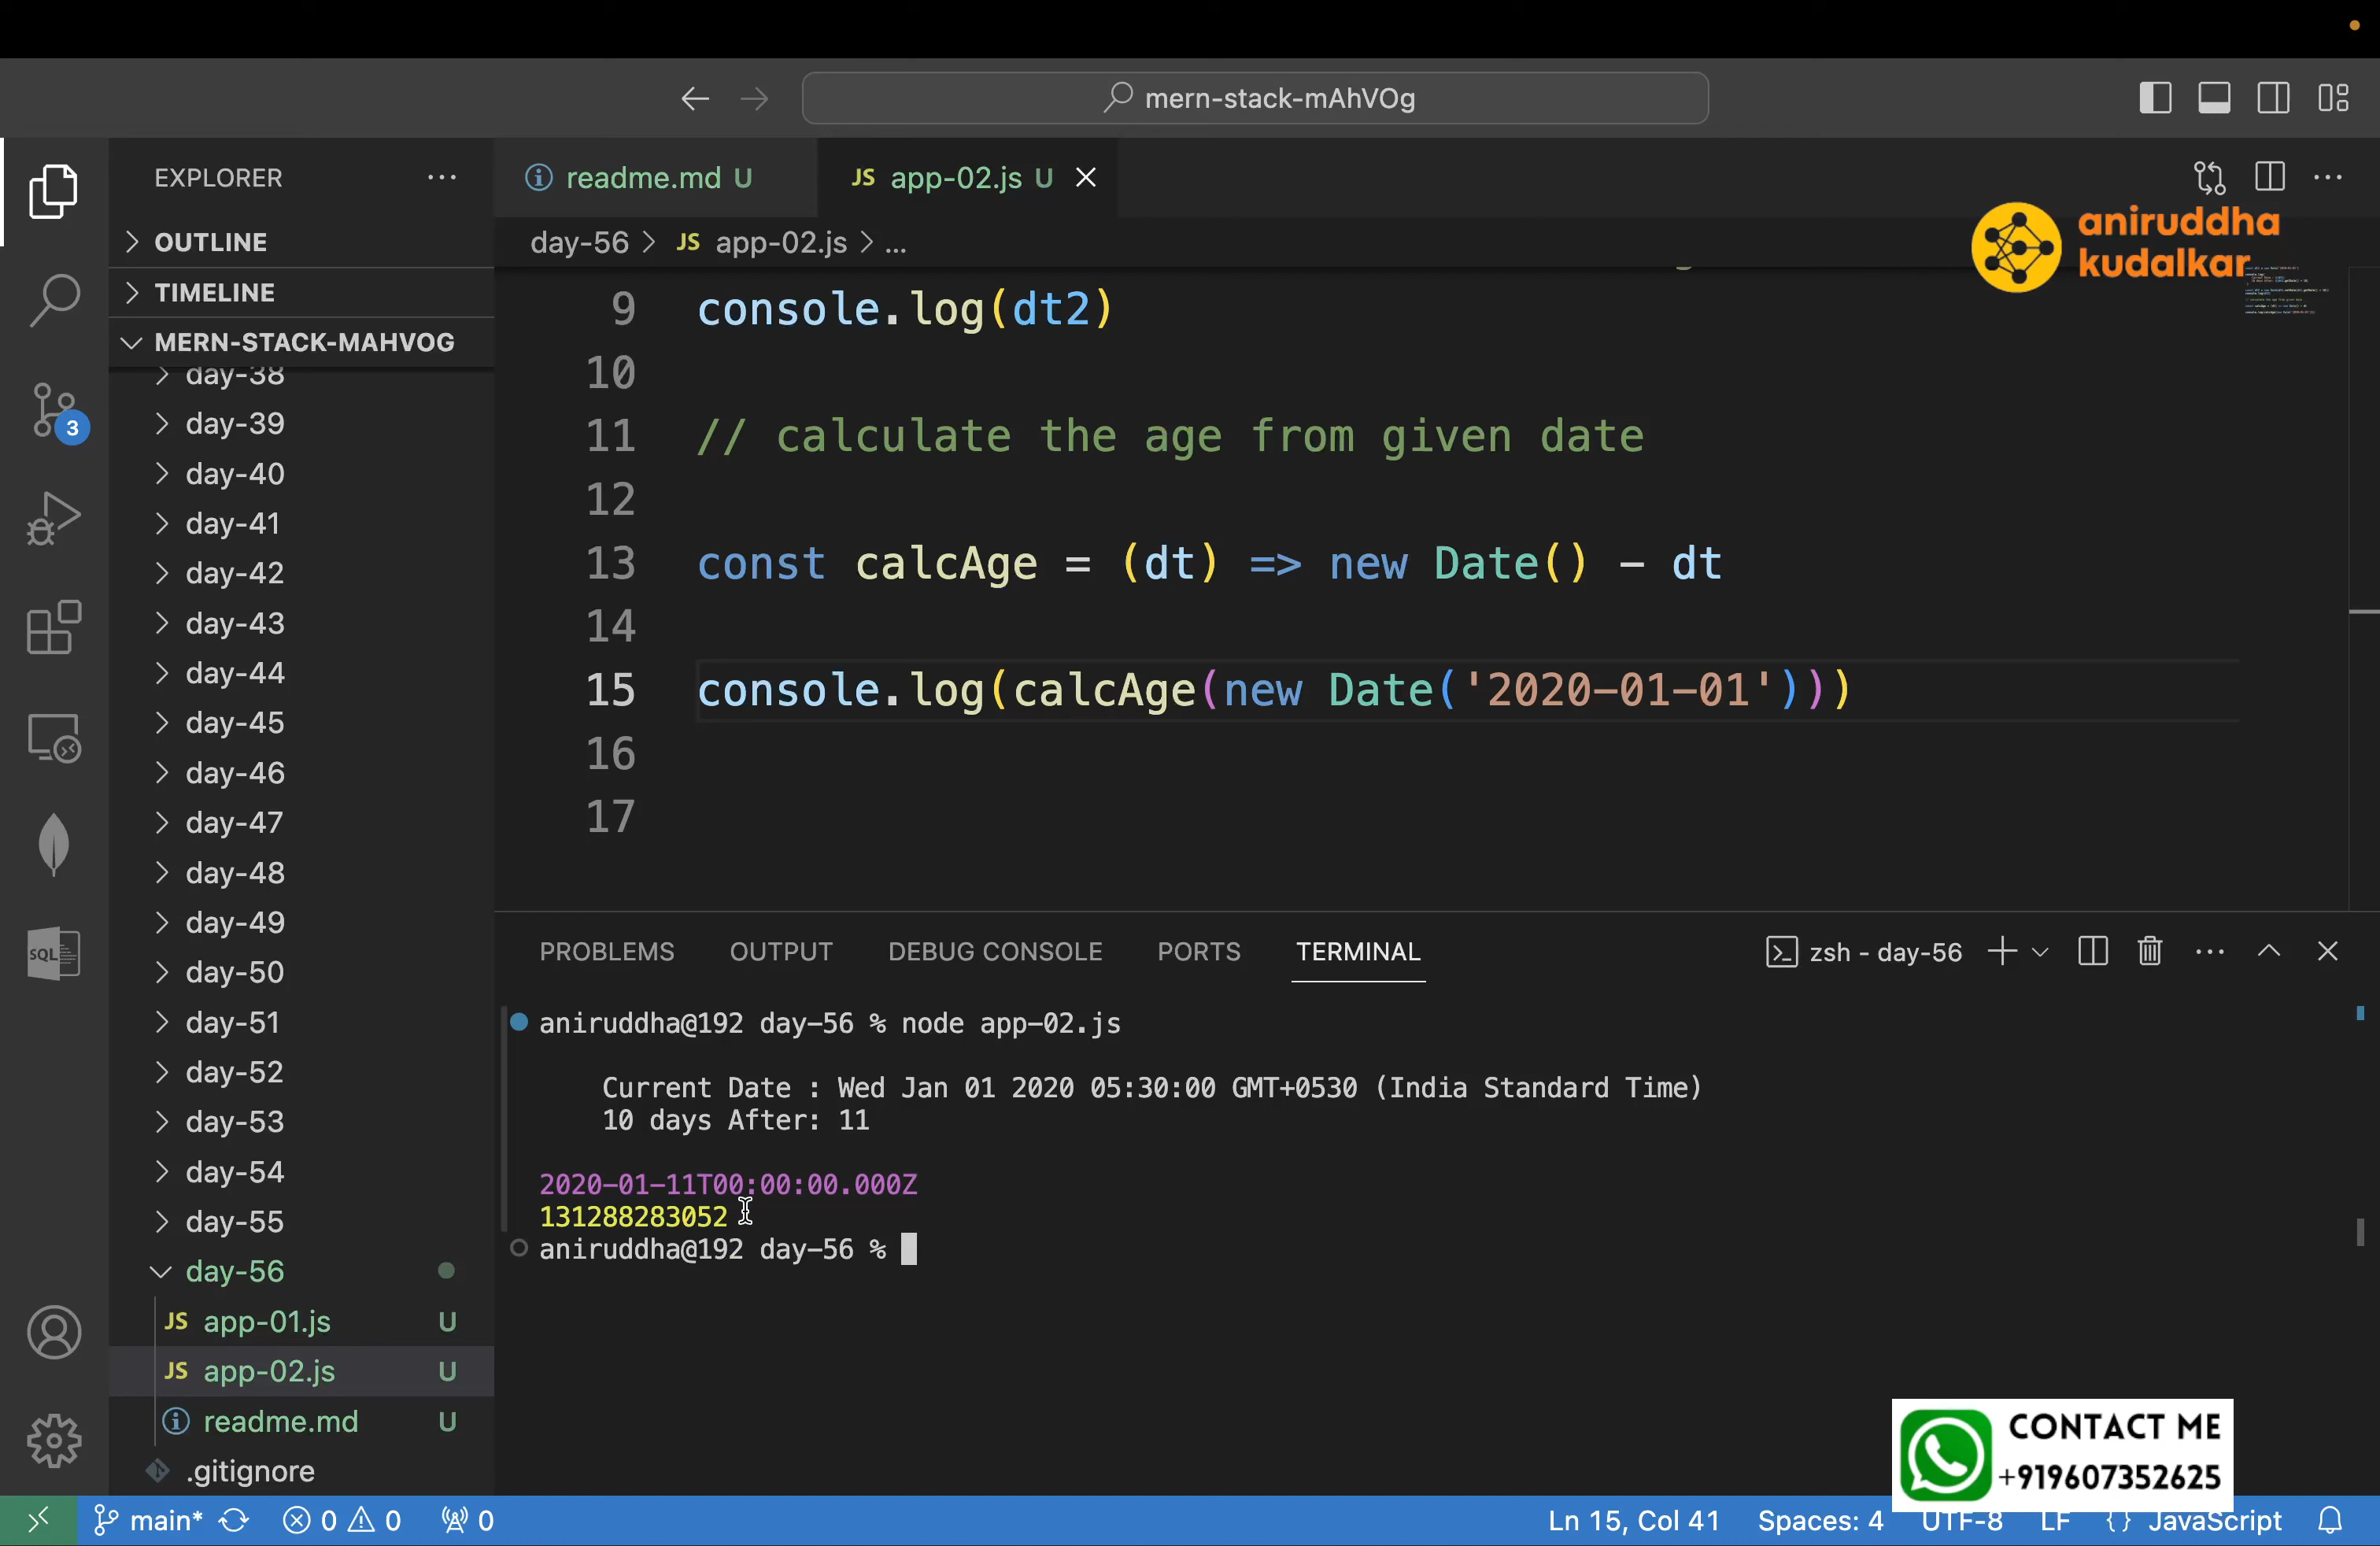 mern-stack-mAhVOg
EXPLORER
OUTLINE
TIMELINE
MERN-STACK-MAHVOG
day-38
day-39
day-40
day-41
day-42
day-43
day-44
day-45
day-46
day-47
day-48
day-49
day-50
day-51
day-52
day-53
day-54
day-55
day-56
JS app-01.js U
JS app-02.js U
readme.md U
.gitignore
3
SQL
readme.md U
JS app-02.js U
aniruddha
kudalkar
day-56 > JS app-02.js > ...
9 console.log(dt2)
10
11 // calculate the age from given date
12
13 const calcAge = (dt) => new Date() - dt
14
15 console.log(calcAge(new Date('2020-01-01')))
16
17
PROBLEMS OUTPUT DEBUG CONSOLE PORTS TERMINAL zsh - day-56
aniruddha@192 day-56 % node app-02.js
Current Date : Wed Jan 01 2020 05:30:00 GMT+0530 (India Standard Time)
10 days After: 11
2020-01-11T00:00:00.000Z
131288283052
aniruddha@192 day-56 %
CONTACT ME
+919607352625
main* 0 0 0 Ln 15, Col 41 Spaces: 4 UTF-8 LF {} JavaScript